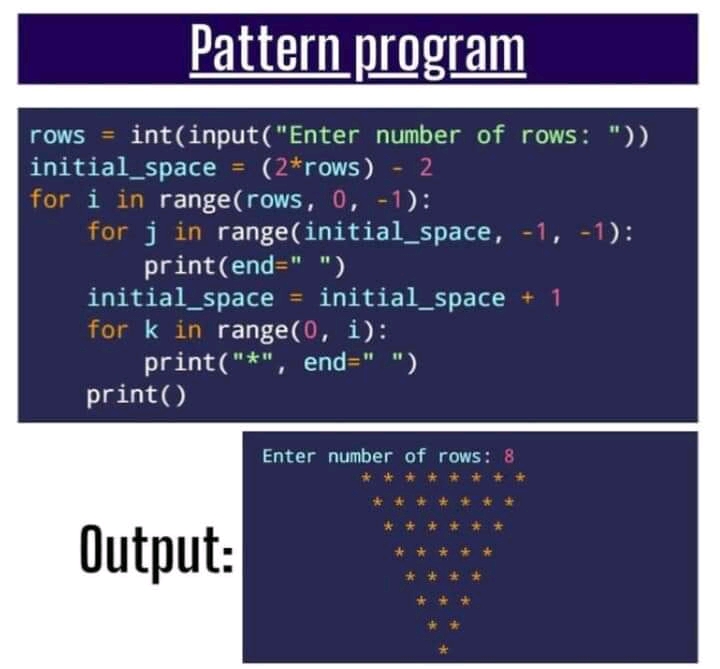 Pattern program
rows = int(input("Enter number of rows: "))
initial_space = (2*rows) - 2
for i in range(rows, 0, -1):
    for j in range(initial_space, -1, -1):
        print(end=" ")
    initial_space = initial_space + 1
    for k in range(0, i):
        print("*", end=" ")
    print()
Output:
Enter number of rows: 8
* * * * * * * *
* * * * * * *
* * * * * *
* * * * *
* * * *
* * *
* *
*